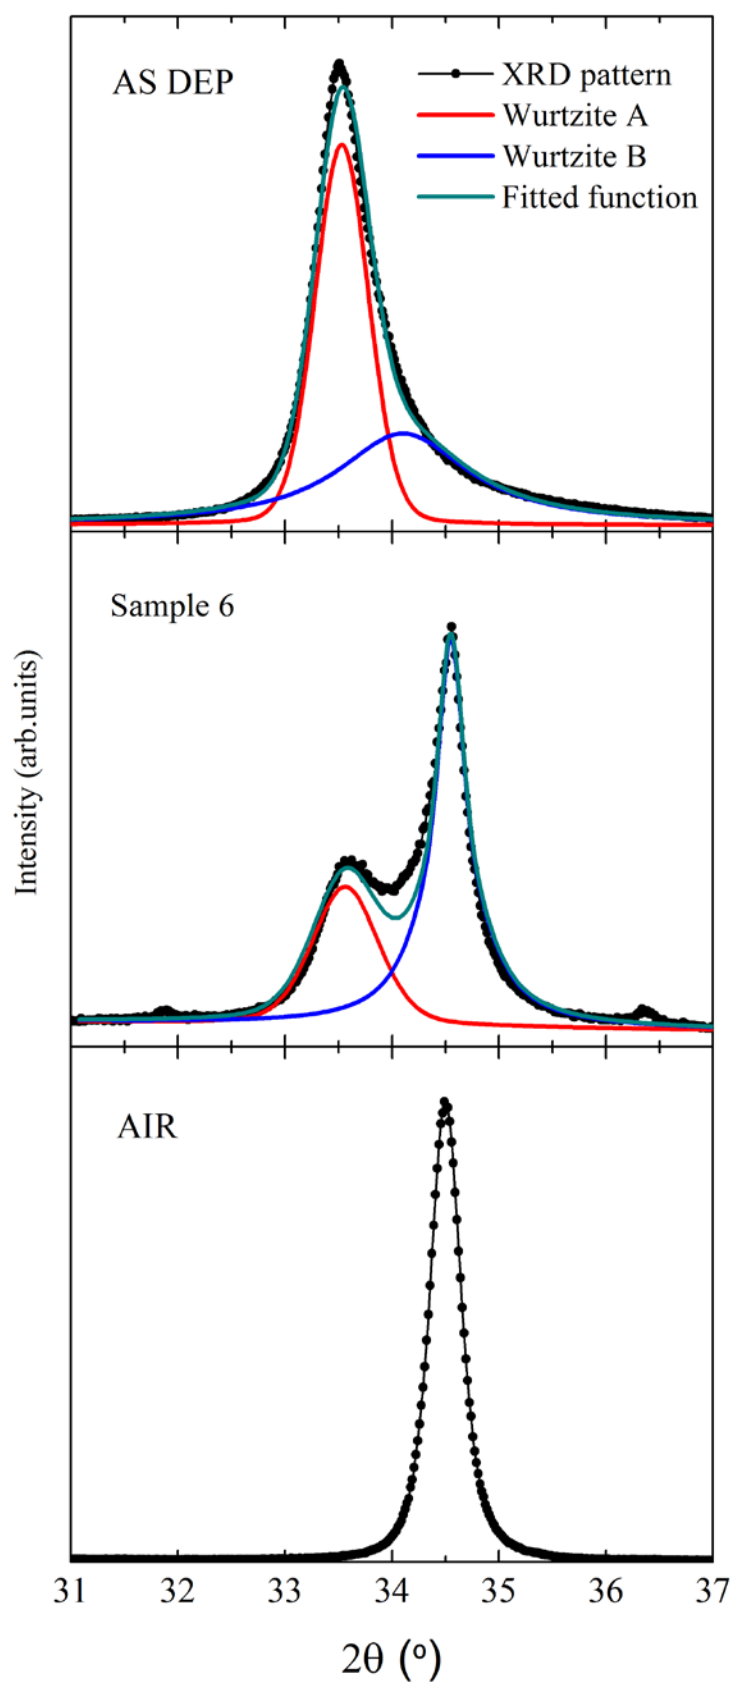 AS DEP
XRD pattern
Wurtzite A
Wurtzite B
Fitted function
Sample 6
Intensity (arb.units)
AIR
31 32 33 34 35 36 37
2θ (º)